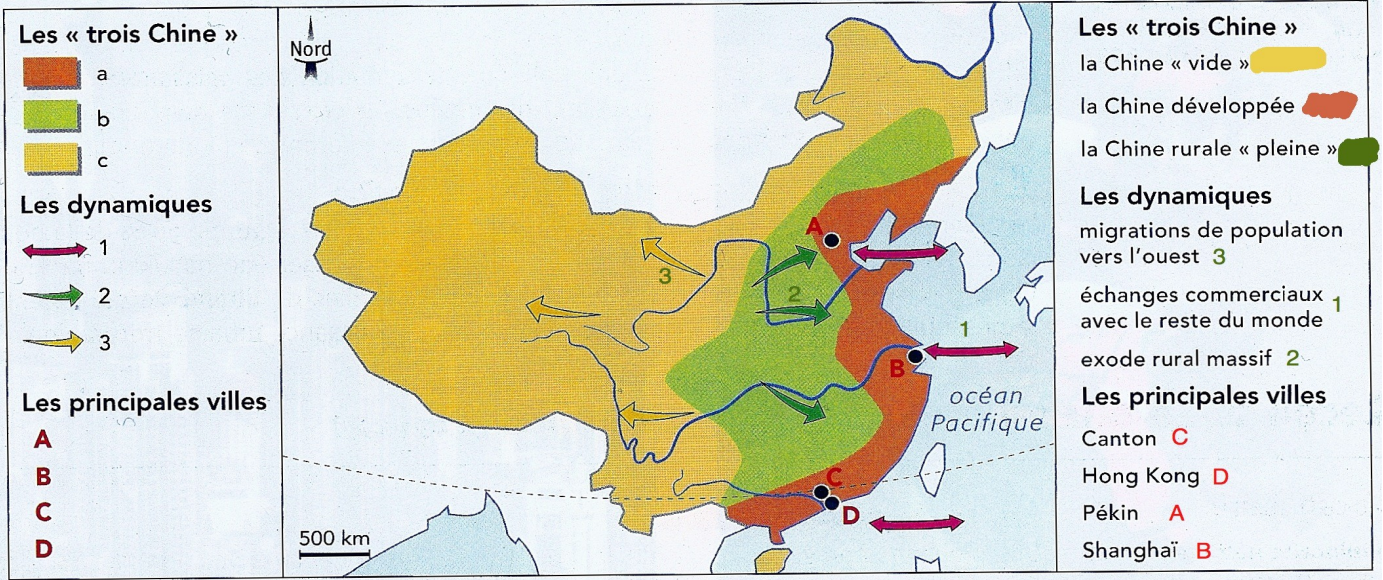 Les « trois Chine »
a
b
c
Les dynamiques
1
2
3
Les principales villes
A
B
C
D
Nord
A
3
2
1
B
océan
Pacifique
C
D
500 km
Les « trois Chine »
la Chine « vide »
la Chine développée
la Chine rurale « pleine »
Les dynamiques
migrations de population
vers l'ouest 3
échanges commerciaux 1
avec le reste du monde
exode rural massif 2
Les principales villes
Canton C
Hong Kong D
Pékin A
Shanghaï B